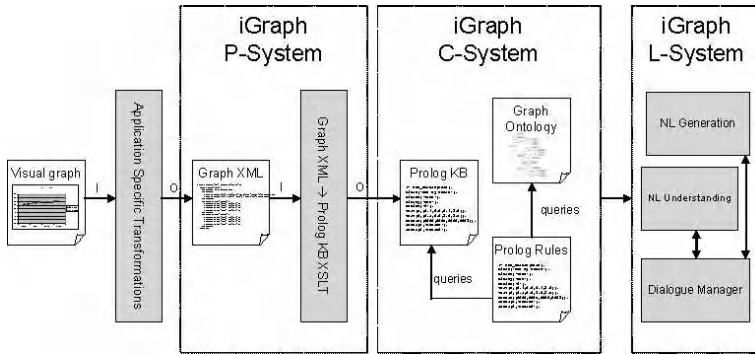 iGraph
P-System
iGraph
C-System
iGraph
L-System
Visual graph
I
Application Specific Transformations
O
Graph XML
I
Graph XML → Prolog KB XSLT
O
Prolog KB
Graph
Ontology
queries
Prolog Rules
queries
NL Generation
NL Understanding
Dialogue Manager